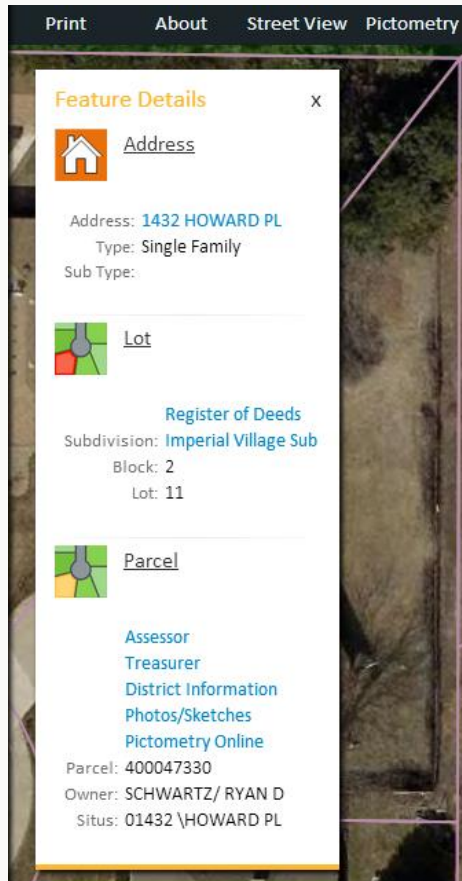 Print About Street View Pictometry
Feature Details x
Address
Address: 1432 HOWARD PL
Type: Single Family
Sub Type:
Lot
Register of Deeds
Subdivision: Imperial Village Sub
Block: 2
Lot: 11
Parcel
Assessor
Treasurer
District Information
Photos/Sketches
Pictometry Online
Parcel: 400047330
Owner: SCHWARTZ/ RYAN D
Situs: 01432 \HOWARD PL